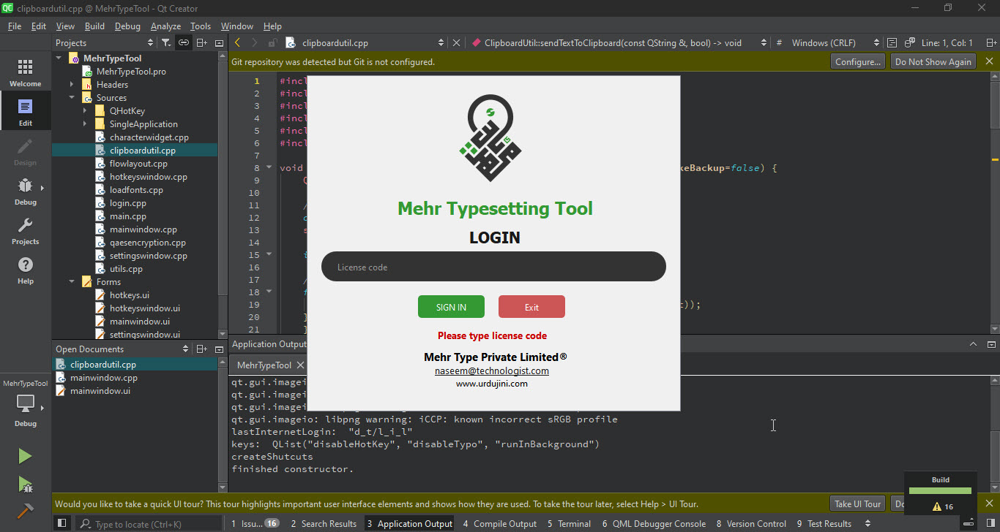 clipboardutil.cpp @ MehrTypeTool - Qt Creator
File Edit View Build Debug Analyze Tools Window Help
Projects
clipboardutil.cpp
ClipboardUtil::sendTextToClipboard(const QString &, bool) -> void
# Windows (CRLF)
Line: 1, Col: 1
Git repository was detected but Git is not configured.
Configure...
Do Not Show Again
Welcome
Edit
Design
Debug
Projects
Help
MehrTypeTool
Debug
MehrTypeTool
MehrTypeTool.pro
Headers
Sources
QHotKey
SingleApplication
characterwidget.cpp
clipboardutil.cpp
flowlayout.cpp
hotkeyswindow.cpp
loadfonts.cpp
login.cpp
main.cpp
mainwindow.cpp
qaesencryption.cpp
settingswindow.cpp
utils.cpp
Forms
hotkeys.ui
hotkeyswindow.ui
mainwindow.ui
settingswindow.ui
Open Documents
clipboardutil.cpp
mainwindow.cpp
mainwindow.ui
1 #incl
2 #incl
3 #incl
4 #incl
5 #incl
6 #incl
7
8 void keBackup=false) {
9
10
11 /
12
13 s
14
15 i
16
17 /
18 f
19 t));
20 }
21 }
Mehr Typesetting Tool
LOGIN
License code
SIGN IN
Exit
Please type license code
Mehr Type Private Limited®
naseem@technologist.com
www.urdujini.com
Application Output
MehrTypeTool
qt.gui.imagei
qt.gui.imagei
qt.gui.imagei
qt.gui.imageio: libpng warning: iCCP: known incorrect sRGB profile
lastInternetLogin:  "d_t/l_i_l"
keys:  QList("disableHotKey", "disableTypo", "runInBackground")
createShutcuts
finished constructor.
Build
16
Would you like to take a quick UI tour? This tour highlights important user interface elements and shows how they are used. To take the tour later, select Help > UI Tour.
Take UI Tour
Do
Type to locate (Ctrl+K)
1 Issu... 16
2 Search Results
3 Application Output
4 Compile Output
5 Terminal
6 QML Debugger Console
8 Version Control
9 Test Results